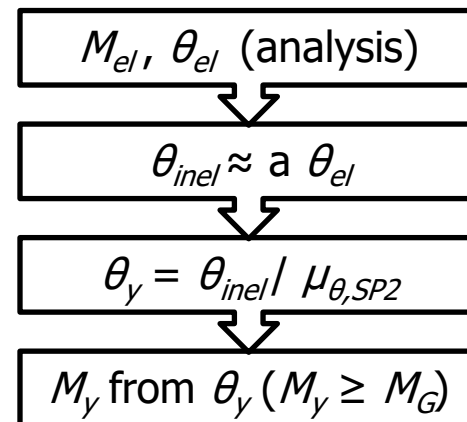 M_el, θ_el (analysis)
θ_inel ≈ a θ_el
θ_y = θ_inel / μ_θ,SP2
M_y from θ_y (M_y ≥ M_G)